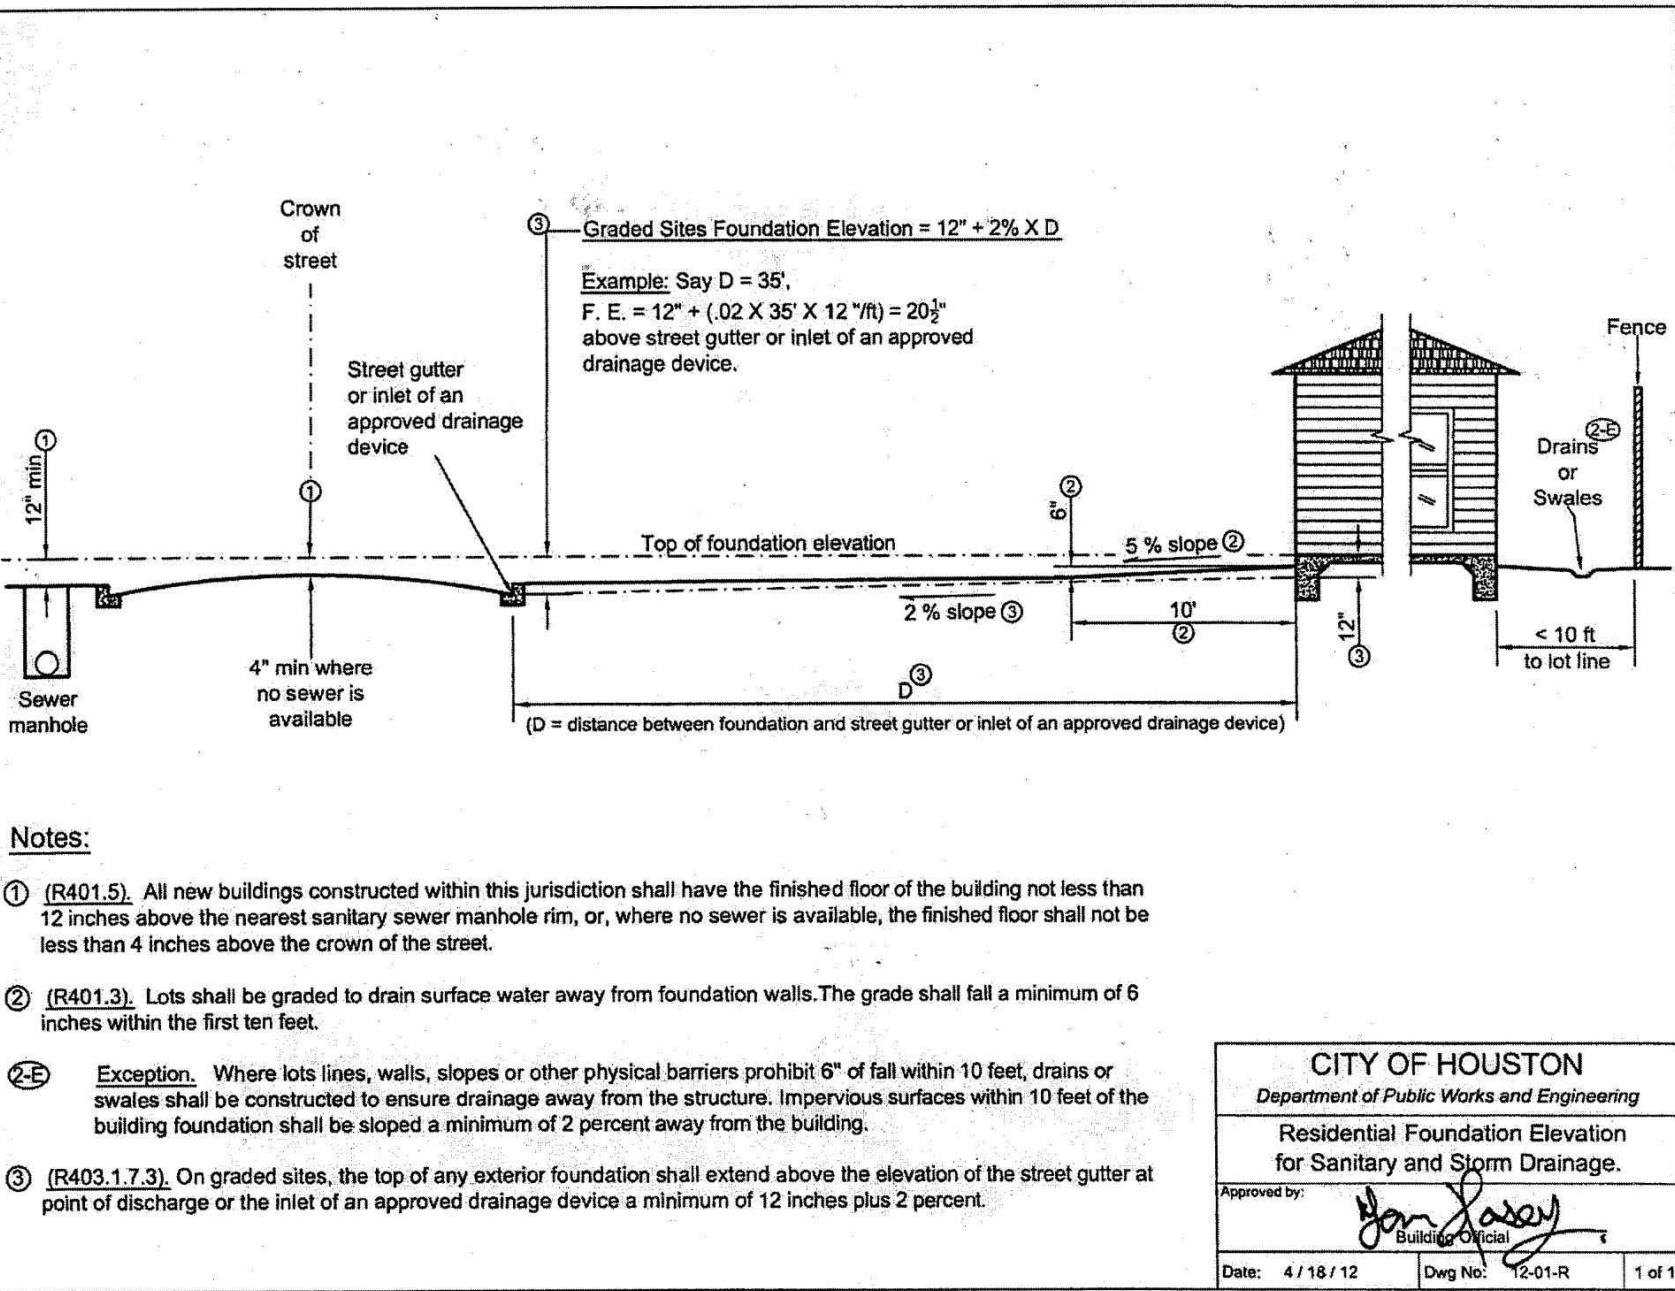 Crown
of
street
③ Graded Sites Foundation Elevation = 12" + 2% X D
Example: Say D = 35',
F. E. = 12" + (.02 X 35' X 12 "/ft) = 20½"
above street gutter or inlet of an approved
drainage device.
Street gutter
or inlet of an
approved drainage
device
Fence
12" min ①
①
6" ②
Drains 2-E
or
Swales
Top of foundation elevation
5 % slope ②
2 % slope ③
10'
②
12"
③
< 10 ft
to lot line
Sewer
manhole
4" min where
no sewer is
available
D③
(D = distance between foundation and street gutter or inlet of an approved drainage device)
Notes:
① (R401.5). All new buildings constructed within this jurisdiction shall have the finished floor of the building not less than
12 inches above the nearest sanitary sewer manhole rim, or, where no sewer is available, the finished floor shall not be
less than 4 inches above the crown of the street.
② (R401.3). Lots shall be graded to drain surface water away from foundation walls.The grade shall fall a minimum of 6
inches within the first ten feet.
2-E Exception. Where lots lines, walls, slopes or other physical barriers prohibit 6" of fall within 10 feet, drains or
swales shall be constructed to ensure drainage away from the structure. Impervious surfaces within 10 feet of the
building foundation shall be sloped a minimum of 2 percent away from the building.
③ (R403.1.7.3). On graded sites, the top of any exterior foundation shall extend above the elevation of the street gutter at
point of discharge or the inlet of an approved drainage device a minimum of 12 inches plus 2 percent.
CITY OF HOUSTON
Department of Public Works and Engineering
Residential Foundation Elevation
for Sanitary and Storm Drainage.
Approved by:
Building Official
Date: 4 / 18 / 12
Dwg No: 12-01-R
1 of 1